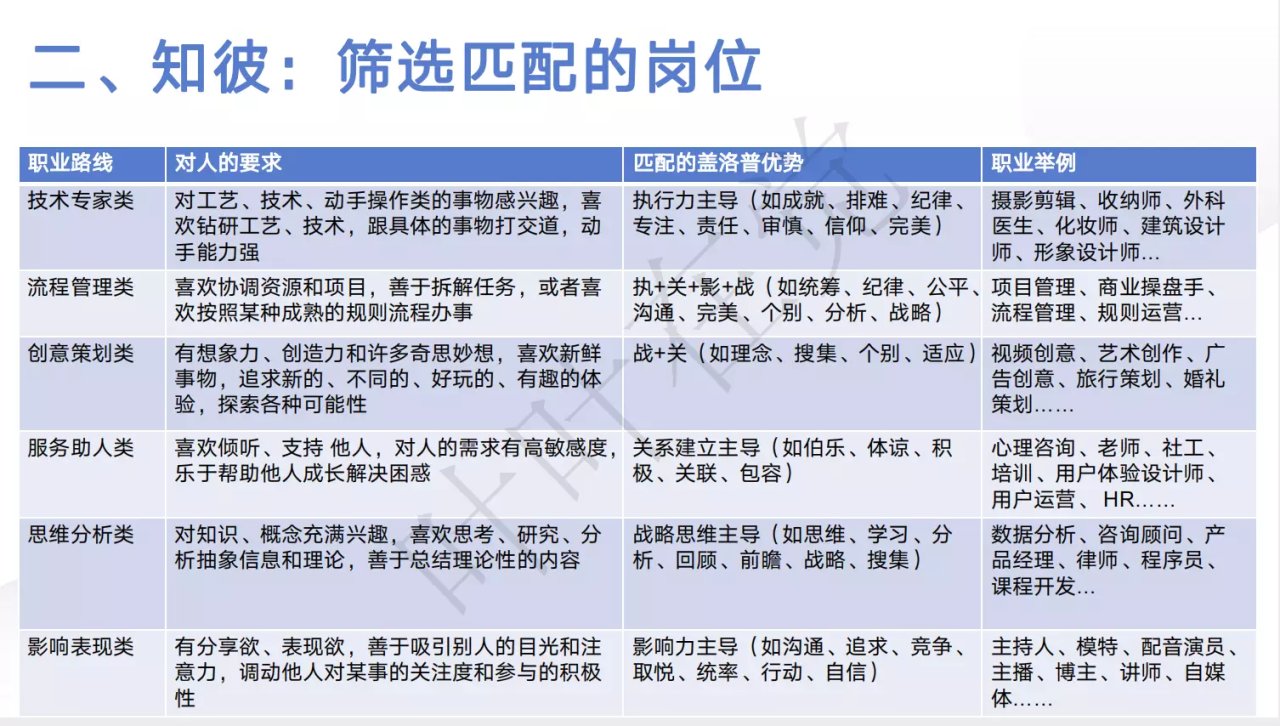 二、知彼：筛选匹配的岗位
职业路线
对人的要求
匹配的盖洛普优势
职业举例
技术专家类
对工艺、技术、动手操作类的事物感兴趣，喜
欢钻研工艺、技术，跟具体的事物打交道，动
手能力强
执行力主导（如成就、排难、纪律、
专注、责任、审慎、信仰、完美）
摄影剪辑、收纳师、外科
医生、化妆师、建筑设计
师、形象设计师...
流程管理类
喜欢协调资源和项目，善于拆解任务，或者喜
欢按照某种成熟的规则流程办事
执+关+影+战（如统筹、纪律、公平、
沟通、完美、个别、分析、战略）
项目管理、商业操盘手、
流程管理、规则运营...
创意策划类
有想象力、创造力和许多奇思妙想，喜欢新鲜
事物，追求新的、不同的、好玩的、有趣的体
验，探索各种可能性
战+关（如理念、搜集、个别、适应）
视频创意、艺术创作、广
告创意、旅行策划、婚礼
策划……
服务助人类
喜欢倾听、支持 他人，对人的需求有高敏感度，
乐于帮助他人成长解决困惑
关系建立主导（如伯乐、体谅、积
极、关联、包容）
心理咨询、老师、社工、
培训、用户体验设计师、
用户运营、 HR……
思维分析类
对知识、概念充满兴趣，喜欢思考、研究、分
析抽象信息和理论，善于总结理论性的内容
战略思维主导（如思维、学习、分
析、回顾、前瞻、战略、搜集）
数据分析、咨询顾问、产
品经理、律师、程序员、
课程开发...
影响表现类
有分享欲、表现欲，善于吸引别人的目光和注
意力，调动他人对某事的关注度和参与的积极
性
影响力主导（如沟通、追求、竞争、
取悦、统率、行动、自信）
主持人、模特、配音演员、
主播、博主、讲师、自媒
体……
叶叶在兑